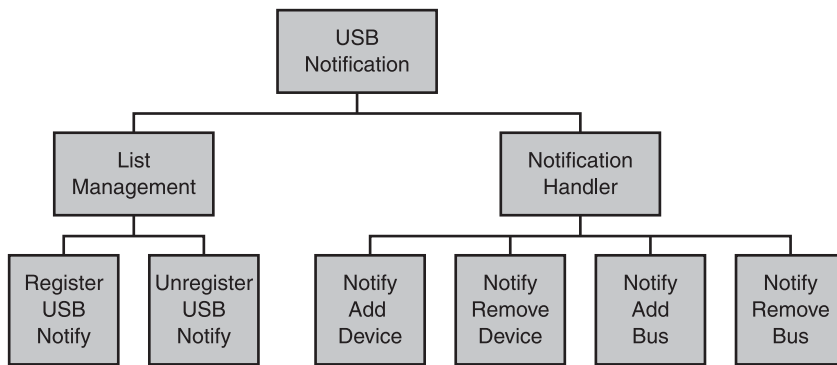 USB
Notification
List
Management
Notification
Handler
Register
USB
Notify
Unregister
USB
Notify
Notify
Add
Device
Notify
Remove
Device
Notify
Add
Bus
Notify
Remove
Bus